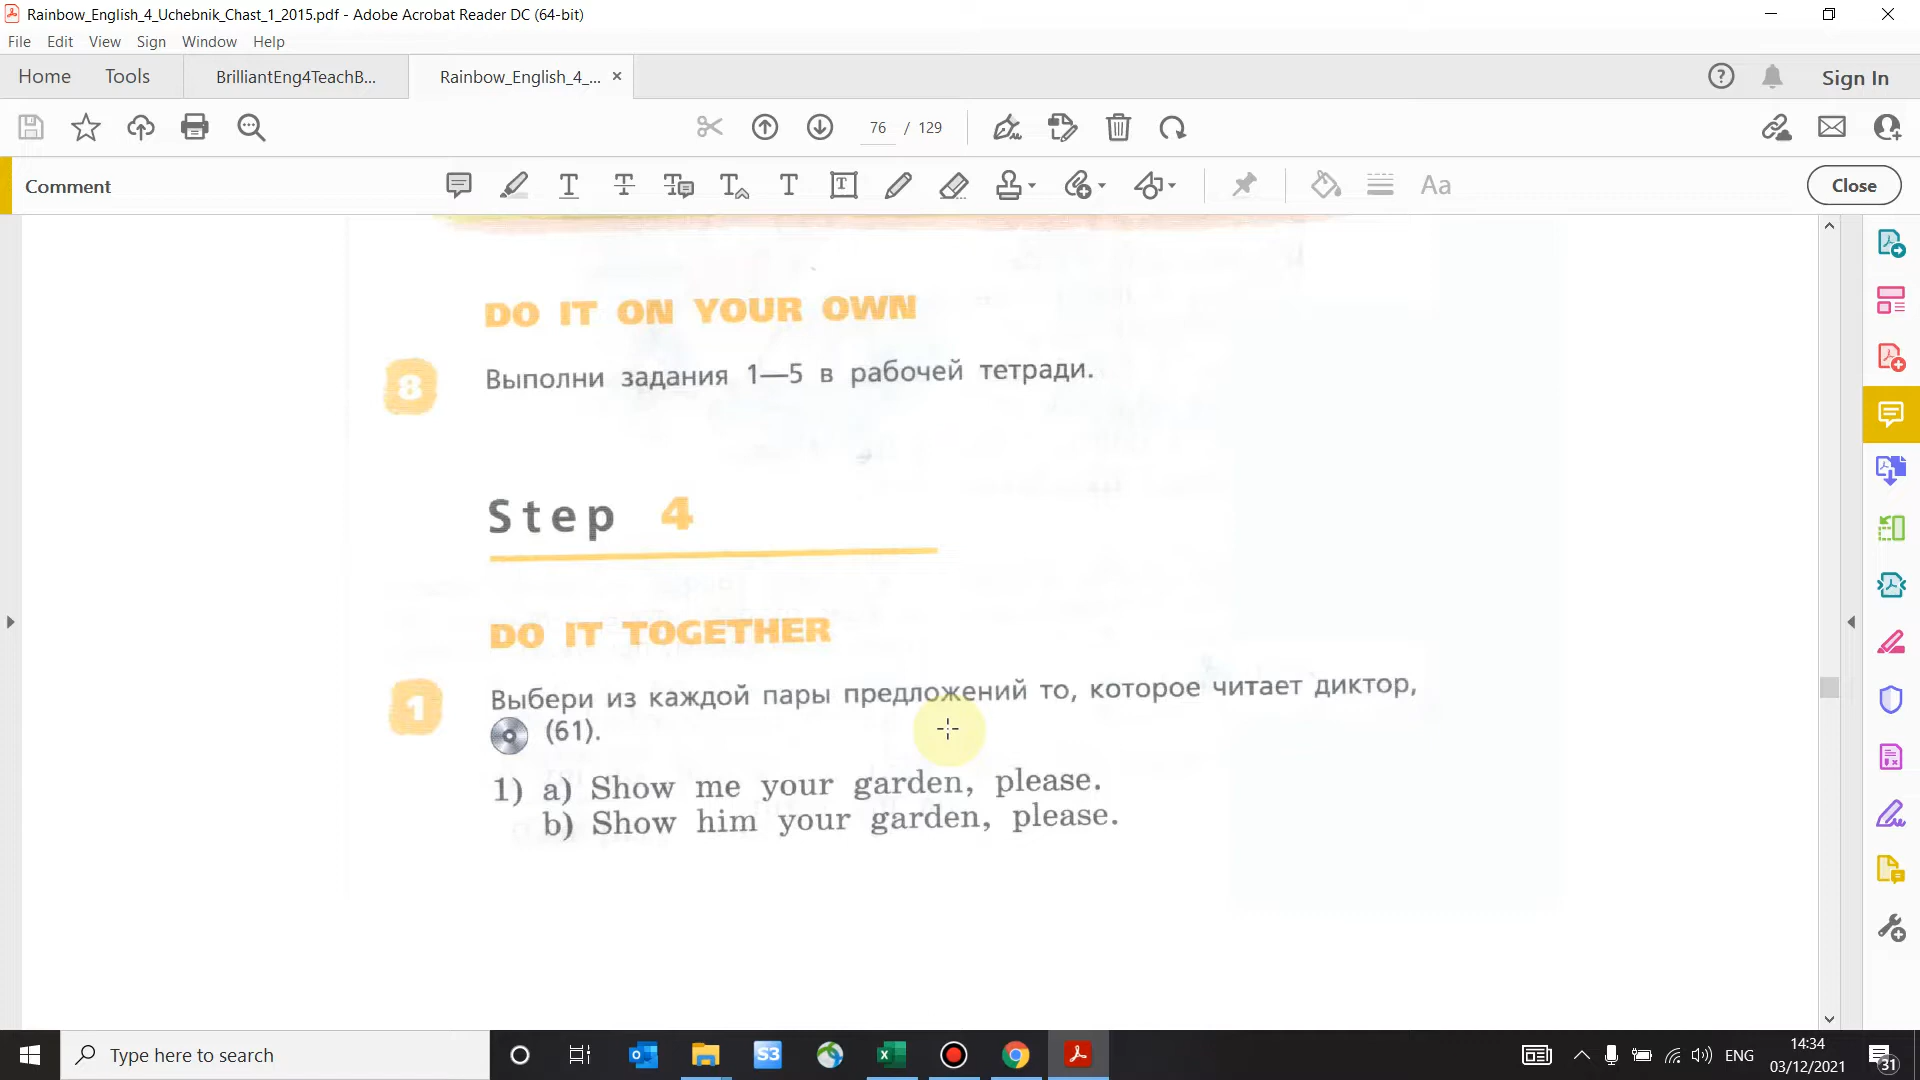 Rainbow_English_4_Uchebnik_Chast_1_2015.pdf - Adobe Acrobat Reader DC (64-bit)
File Edit View Sign Window Help
Home Tools BrilliantEng4TeachB... Rainbow_English_4_... Sign In
76 / 129
Comment Aa Close
DO IT ON YOUR OWN
8 Выполни задания 1—5 в рабочей тетради.
Step 4
DO IT TOGETHER
1 Выбери из каждой пары предложений то, которое читает диктор,
(61).
1) a) Show me your garden, please.
b) Show him your garden, please.
Type here to search
S3
ENG
14:34
03/12/2021
31